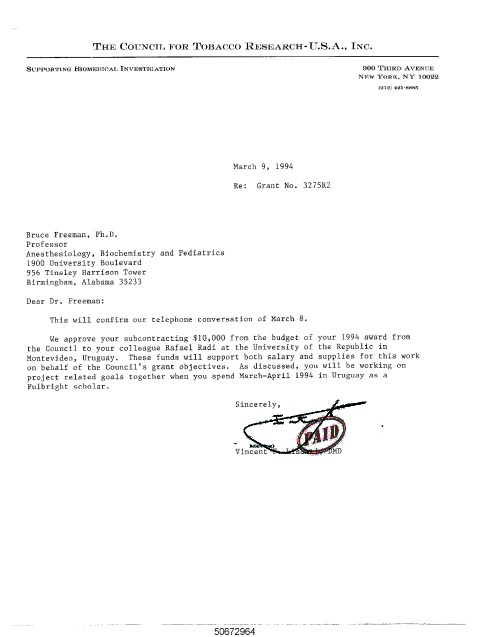 THE COUNCIL FOR TOBACCO RESEARCH-U.S.A., INC.
SUPPORTING BIOMEDICAL INVESTIGATION
900 THIRD AVENUE
NEW YORK, NY 10022
(212) 421-8885
March 9, 1994
Re: Grant No. 3275R2
Bruce Freeman, Ph.D.
Professor
Anesthesiology, Biochemistry and Pediatrics
1900 University Boulevard
956 Tinsley Harrison Tower
Birmingham, Alabama 35233
Dear Dr. Freeman:
This will confirm our telephone conversation of March 8.
We approve your subcontracting $10,000 from the budget of your 1994 award from
the Council to your colleague Rafael Radi at the University of the Republic in
Montevideo, Uruguay. These funds will support both salary and supplies for this work
on behalf of the Council's grant objectives. As discussed, you will be working on
project related goals together when you spend March-April 1994 in Uruguay as a
Fulbright scholar.
Sincerely,
PAID
Vincent DMD
50672964